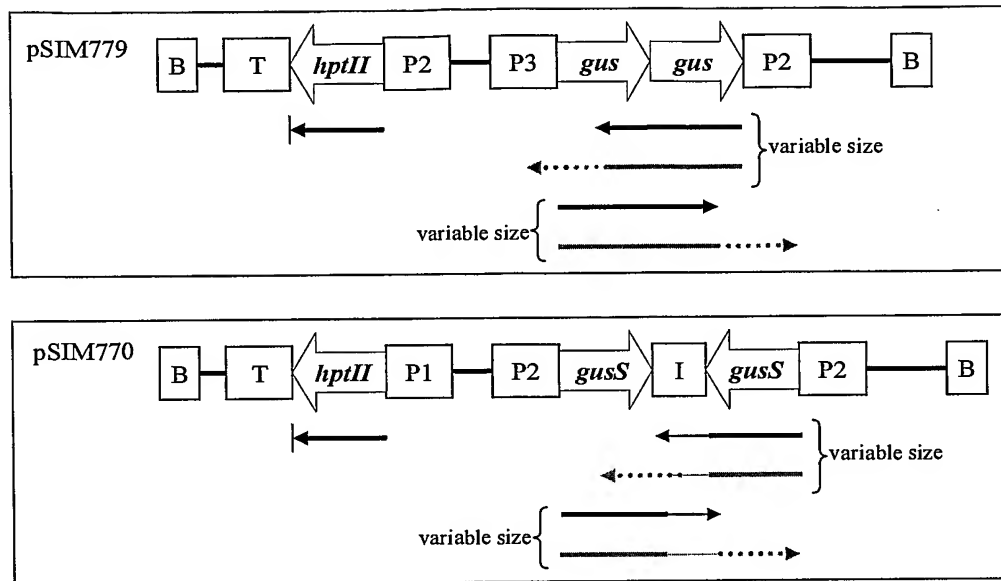 pSIM779
B T hptII P2 P3 gus gus P2 B
variable size
variable size
pSIM770
B T hptII P1 P2 gusS I gusS P2 B
variable size
variable size